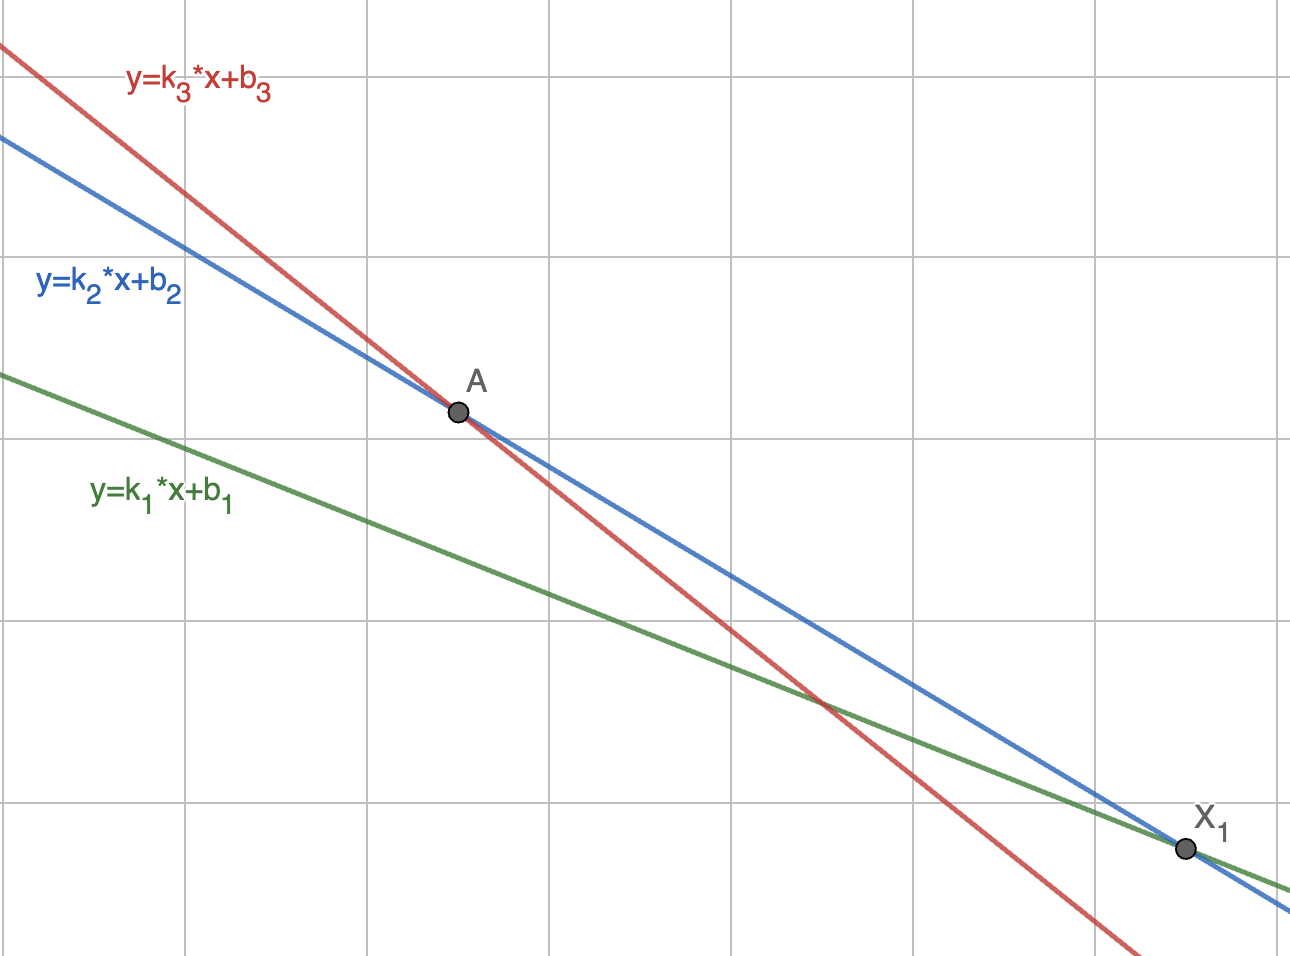 y=k₃*x+b₃
y=k₂*x+b₂
A
y=k₁*x+b₁
X₁